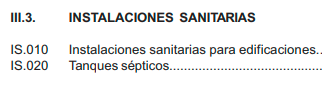 III.3. INSTALACIONES SANITARIAS
IS.010 Instalaciones sanitarias para edificaciones..
IS.020 Tanques sépticos..........................................